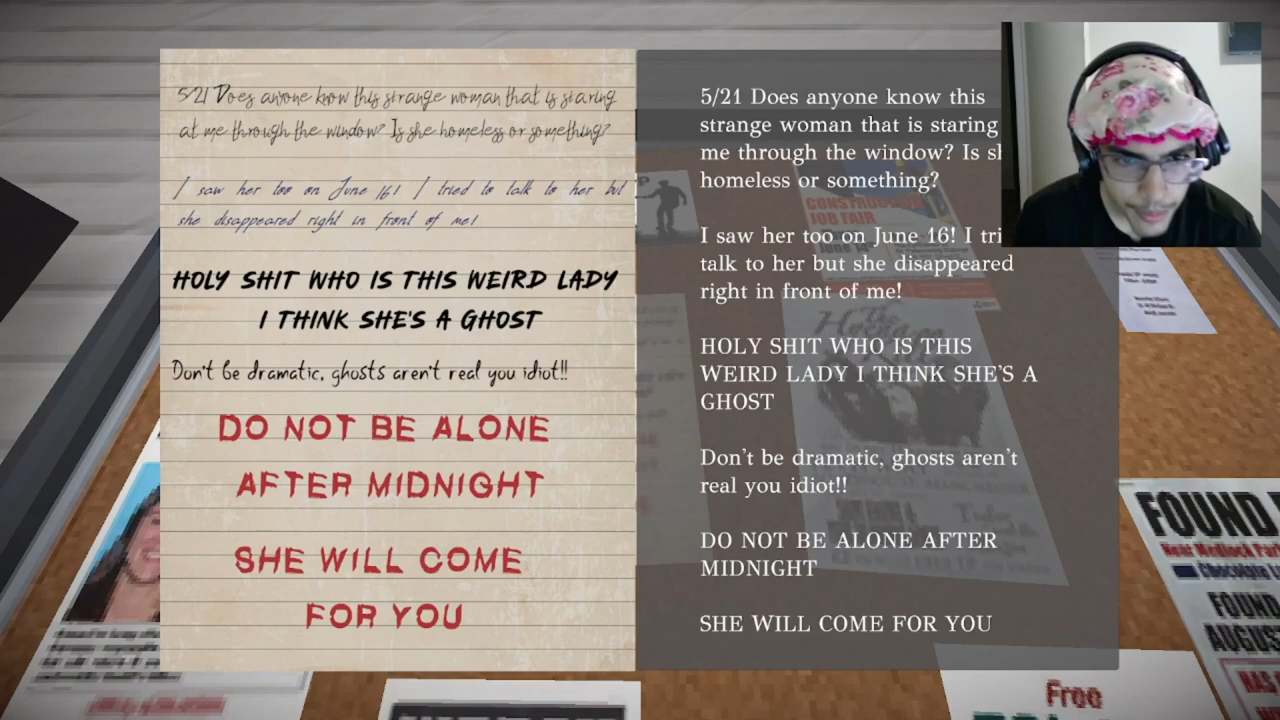 5/21 Does anyone know this strange woman that is staring
at me through the window? Is she homeless or something?
I saw her too on June 16! I tried to talk to her but
she disappeared right in front of me!
HOLY SHIT WHO IS THIS WEIRD LADY
I THINK SHE'S A GHOST
Don't be dramatic, ghosts aren't real you idiot!!
DO NOT BE ALONE
AFTER MIDNIGHT
SHE WILL COME
FOR YOU
5/21 Does anyone know this
strange woman that is staring
me through the window? Is sh
homeless or something?
I saw her too on June 16! I tri
talk to her but she disappeared
right in front of me!
HOLY SHIT WHO IS THIS
WEIRD LADY I THINK SHE'S A
GHOST
Don't be dramatic, ghosts aren't
real you idiot!!
DO NOT BE ALONE AFTER
MIDNIGHT
SHE WILL COME FOR YOU
CONSTRUCTION
JOB FAIR
The
FOUND
Near Medlock Par
Chocolate L
FOUND
AUGUS
Free